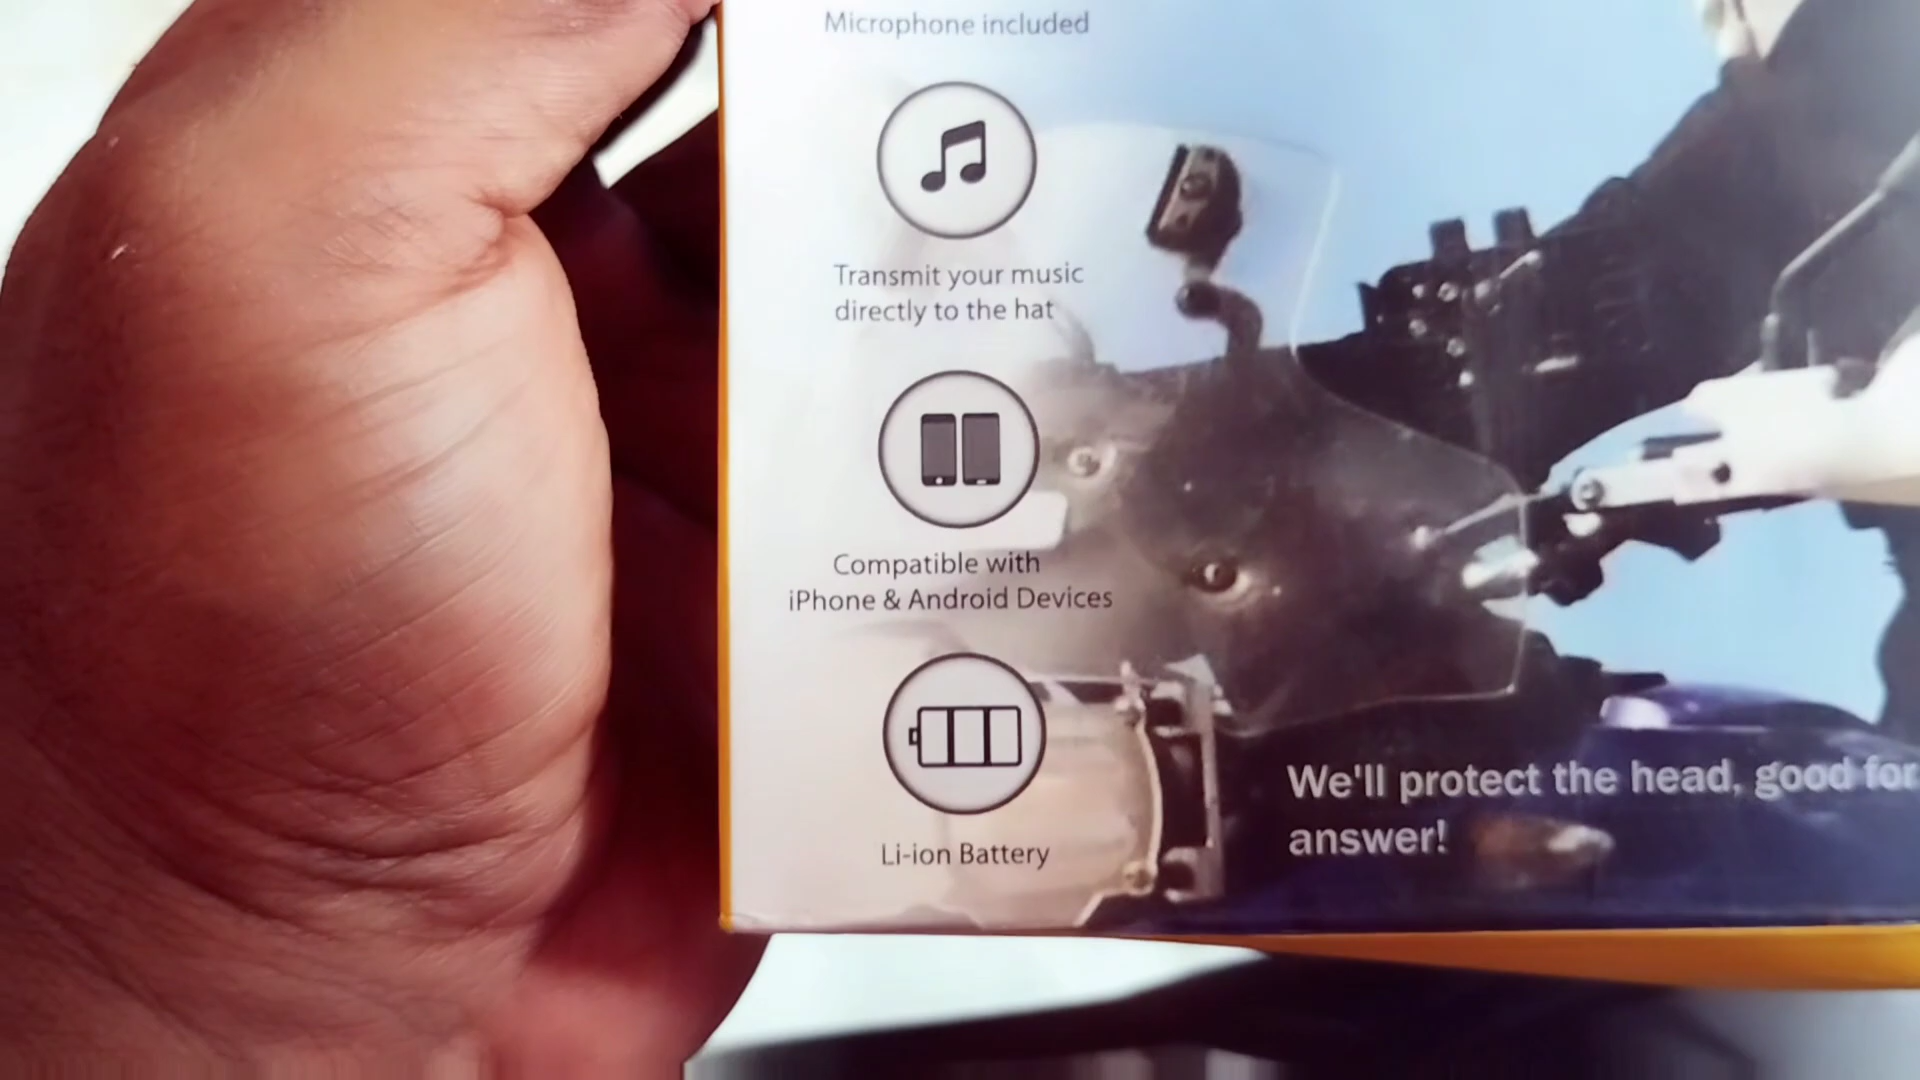 Microphone included
Transmit your music
directly to the hat
Compatible with
iPhone & Android Devices
Li-ion Battery
We'll protect the head, good for
answer!